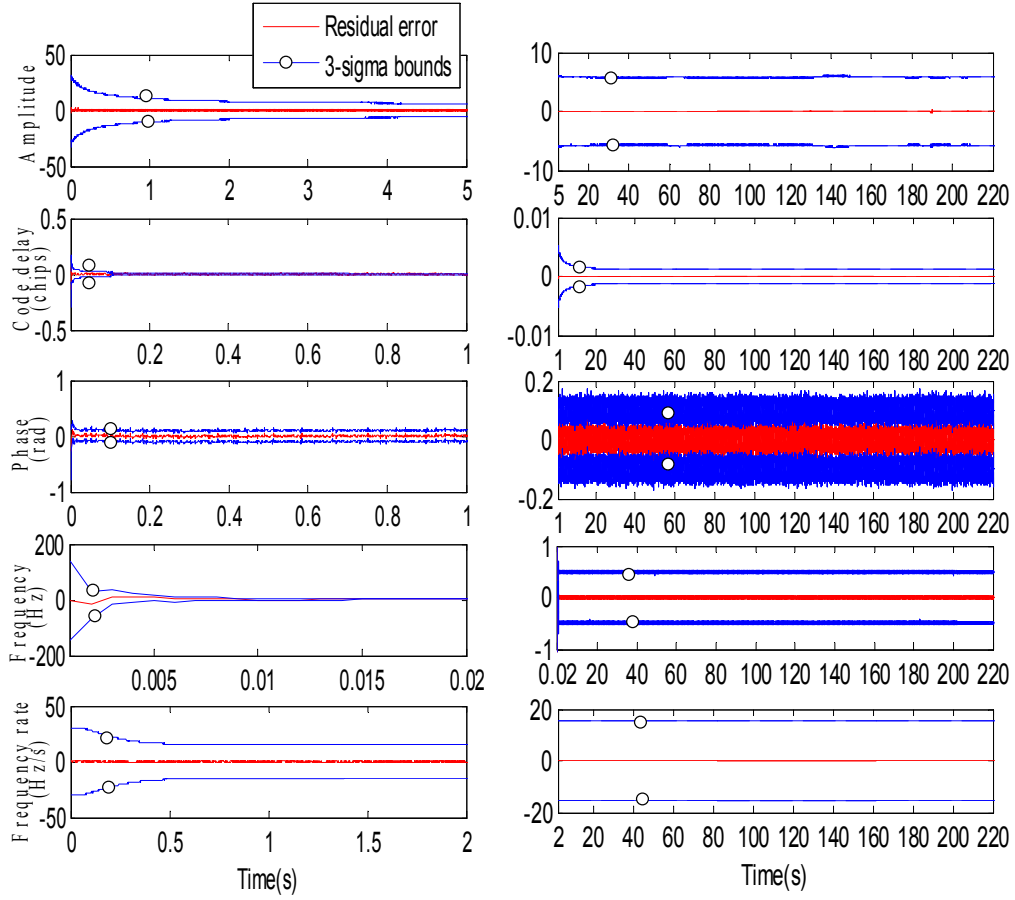 Residual error
3-sigma bounds
Amplitude
50
0
-50
0 1 2 3 4 5
10
0
-10
5 20 40 60 80 100 120 140 160 180 200 220
Code delay
(chips)
0.5
0
-0.5
0.2 0.4 0.6 0.8 1
0.01
0
-0.01
1 20 40 60 80 100 120 140 160 180 200 220
Phase
(rad)
1
0
-1
0 0.2 0.4 0.6 0.8 1
0.2
0
-0.2
1 20 40 60 80 100 120 140 160 180 200 220
Frequency
(Hz)
200
0
-200
0.005 0.01 0.015 0.02
1
0
-1
0.02 20 40 60 80 100 120 140 160 180 200 220
Frequency rate
(Hz/s)
50
0
-50
0 0.5 1 1.5 2
20
0
-20
2 20 40 60 80 100 120 140 160 180 200 220
Time(s)
Time(s)